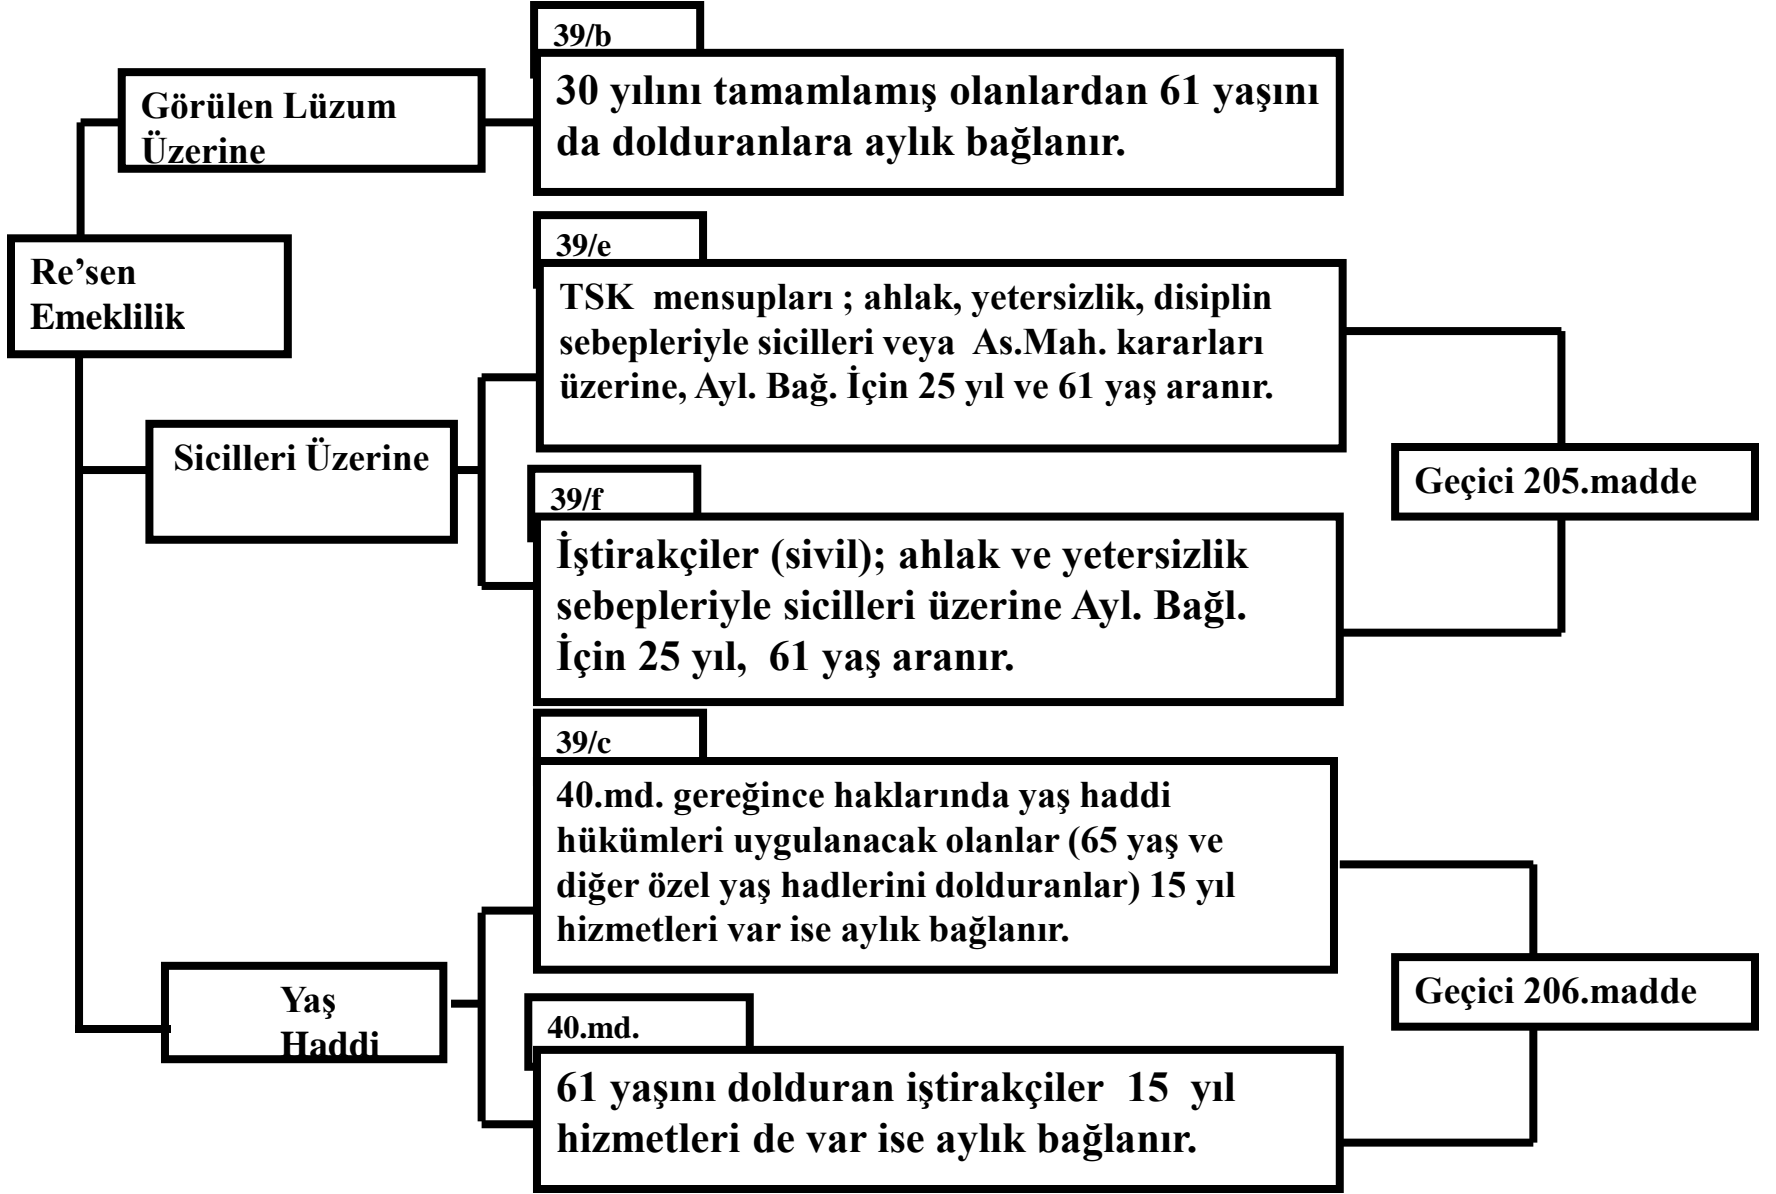 39/b
30 yılını tamamlamış olanlardan 61 yaşını
da dolduranlara aylık bağlanır.
Görülen Lüzum
Üzerine
Re’sen
Emeklilik
39/e
TSK mensupları ; ahlak, yetersizlik, disiplin
sebepleriyle sicilleri veya As.Mah. kararları
üzerine, Ayl. Bağ. İçin 25 yıl ve 61 yaş aranır.
Sicilleri Üzerine
Geçici 205.madde
39/f
İştirakçiler (sivil); ahlak ve yetersizlik
sebepleriyle sicilleri üzerine Ayl. Bağl.
İçin 25 yıl, 61 yaş aranır.
39/c
40.md. gereğince haklarında yaş haddi
hükümleri uygulanacak olanlar (65 yaş ve
diğer özel yaş hadlerini dolduranlar) 15 yıl
hizmetleri var ise aylık bağlanır.
Yaş
Haddi
Geçici 206.madde
40.md.
61 yaşını dolduran iştirakçiler 15 yıl
hizmetleri de var ise aylık bağlanır.